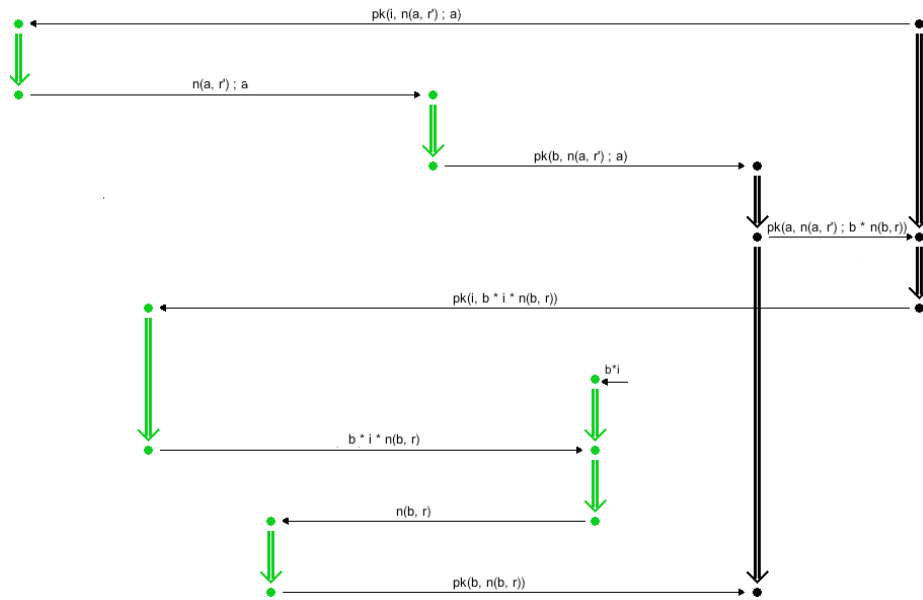 pk(i, n(a, r') ; a)
n(a, r') ; a
pk(b, n(a, r') ; a)
pk(a, n(a, r') ; b * n(b, r))
pk(i, b * i * n(b, r))
b*i
b * i * n(b, r)
n(b, r)
pk(b, n(b, r))